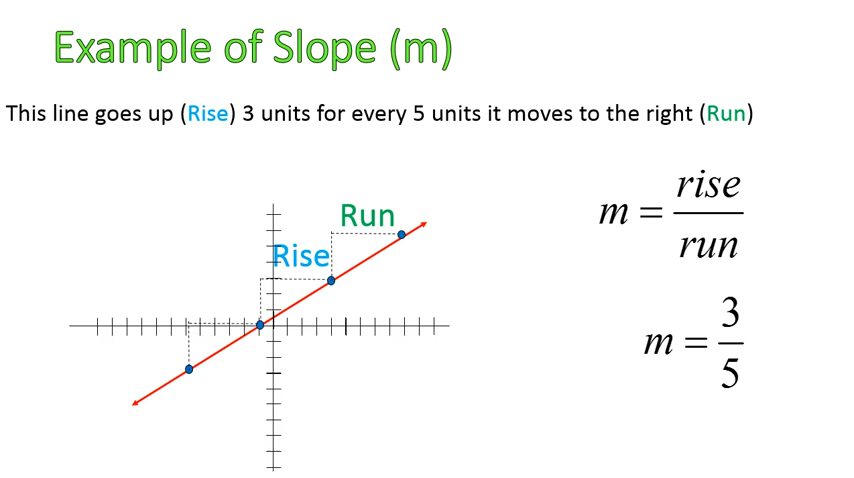 Example of Slope (m)
This line goes up (Rise) 3 units for every 5 units it moves to the right (Run)
Run
Rise
m = rise/run
m = 3/5